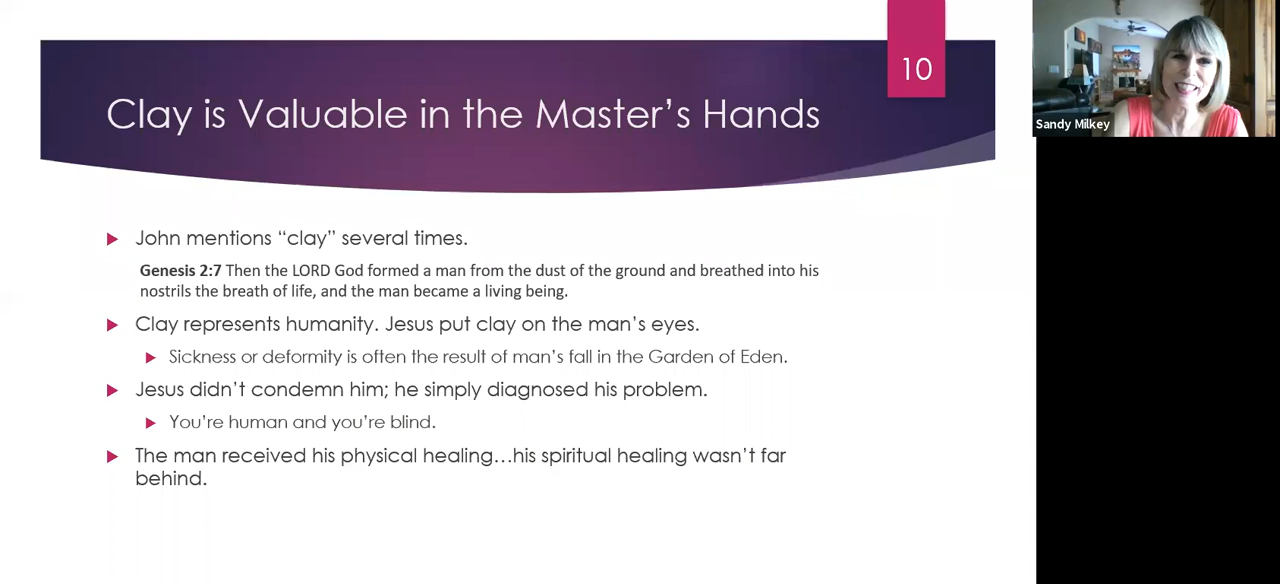 10
Clay is Valuable in the Master’s Hands
Sandy Milkey
John mentions “clay” several times.
Genesis 2:7 Then the LORD God formed a man from the dust of the ground and breathed into his
nostrils the breath of life, and the man became a living being.
Clay represents humanity. Jesus put clay on the man’s eyes.
Sickness or deformity is often the result of man’s fall in the Garden of Eden.
Jesus didn’t condemn him; he simply diagnosed his problem.
You’re human and you’re blind.
The man received his physical healing…his spiritual healing wasn’t far
behind.